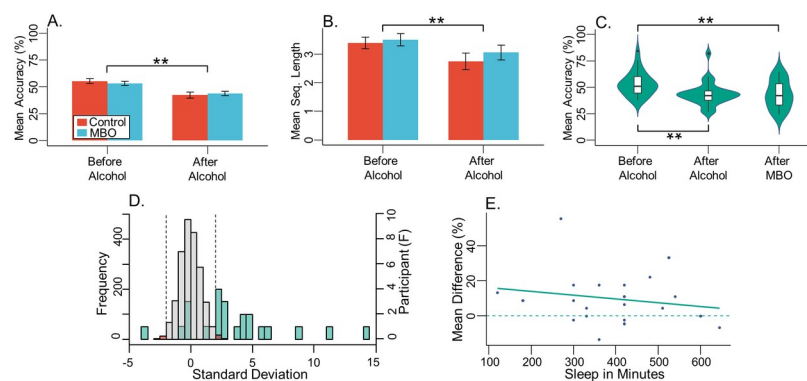 A.
**
Mean Accuracy (%)
100
75
50
25
0
Control
MBO
Before
Alcohol
After
Alcohol
B.
**
Mean Seq. Length
3
2
1
0
Before
Alcohol
After
Alcohol
C.
**
Mean Accuracy (%)
100
75
50
25
0
**
Before
Alcohol
After
Alcohol
After
MBO
D.
Frequency
400
200
0
10
8
6
4
2
0
Participant (F)
-5
0
5
10
15
Standard Deviation
E.
Mean Difference (%)
40
20
0
100 200 300 400 500 600 700
Sleep in Minutes